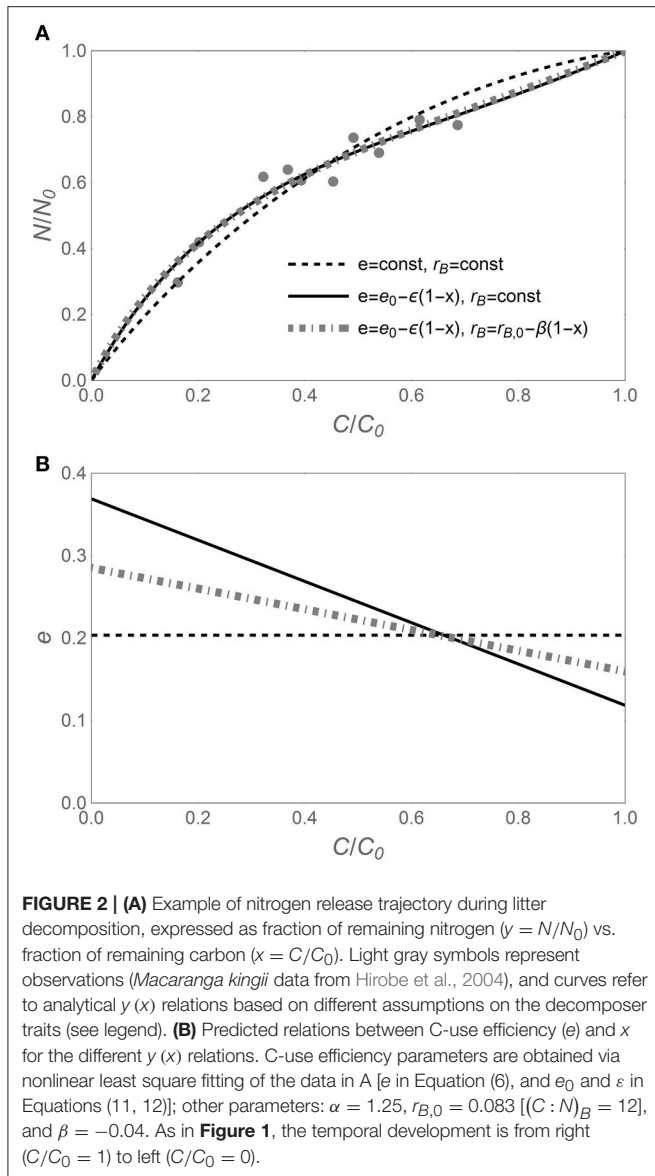 A
1.0
0.8
0.6
0.4
0.2
0.0
N/N₀
e=const, r_B=const
e=e₀−ϵ(1−x), r_B=const
e=e₀−ϵ(1−x), r_B=r_B,0−β(1−x)
0.0 0.2 0.4 0.6 0.8 1.0
C/C₀
B
0.4
0.3
0.2
0.1
0.0
e
0.0 0.2 0.4 0.6 0.8 1.0
C/C₀
FIGURE 2 | (A) Example of nitrogen release trajectory during litter
decomposition, expressed as fraction of remaining nitrogen (y = N/N₀) vs.
fraction of remaining carbon (x = C/C₀). Light gray symbols represent
observations (Macaranga kingii data from Hirobe et al., 2004), and curves refer
to analytical y (x) relations based on different assumptions on the decomposer
traits (see legend). (B) Predicted relations between C-use efficiency (e) and x
for the different y (x) relations. C-use efficiency parameters are obtained via
nonlinear least square fitting of the data in A [e in Equation (6), and e₀ and ε in
Equations (11, 12)]; other parameters: α = 1.25, r_B,0 = 0.083 [(C : N)_B = 12],
and β = −0.04. As in Figure 1, the temporal development is from right
(C/C₀ = 1) to left (C/C₀ = 0).